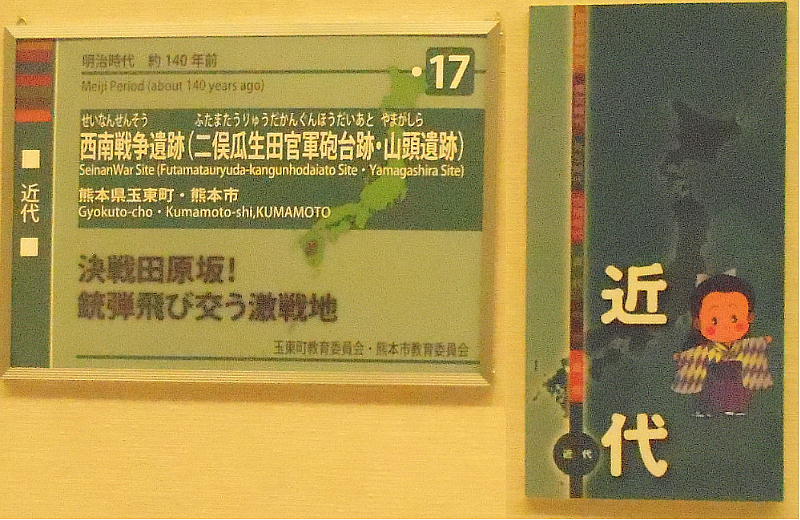 明治時代 約140年前
Meiji Period (about 140 years ago)
17
せいなんせんそう ふたまたうりゅうだかんぐんほうだいあと やまがしら
西南戦争遺跡(二俣瓜生田官軍砲台跡・山頭遺跡)
SeinanWar Site (Futamatauryuda-kangunhodaiato Site・Yamagashira Site)
熊本県玉東町・熊本市
Gyokuto-cho・Kumamoto-shi,KUMAMOTO
■近代■
決戦田原坂!
銃弾飛び交う激戦地
玉東町教育委員会・熊本市教育委員会
近代
近代